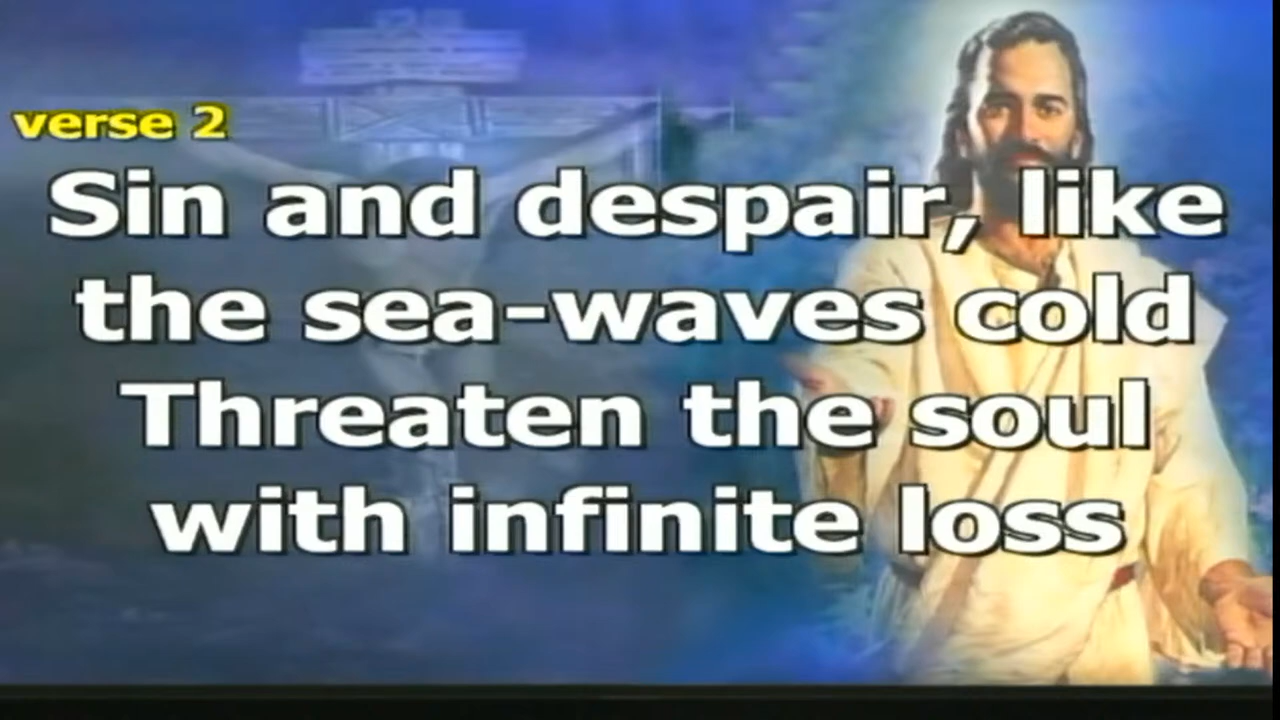 verse 2
Sin and despair, like
the sea-waves cold
Threaten the soul
with infinite loss